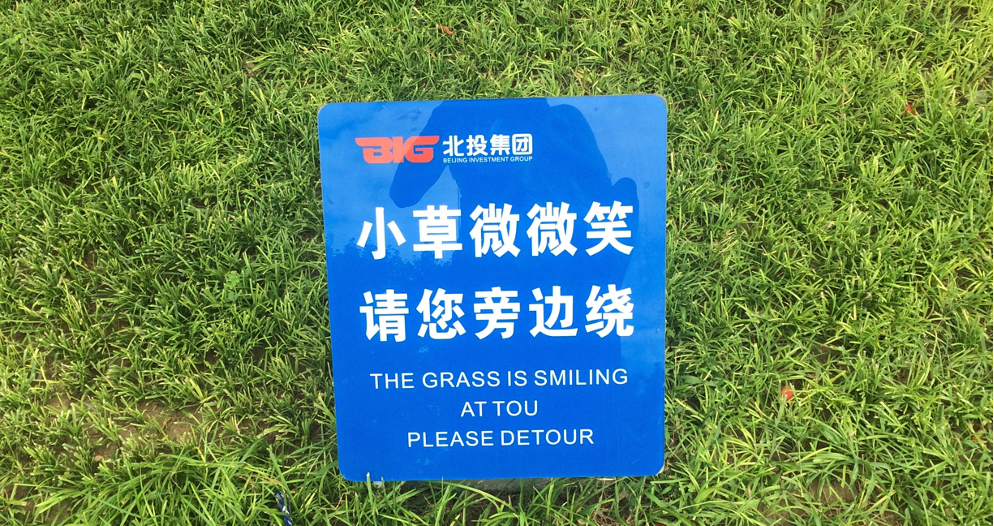 BIG 北投集团
BEIJING INVESTMENT GROUP
小草微微笑
请您旁边绕
THE GRASS IS SMILING
AT TOU
PLEASE DETOUR